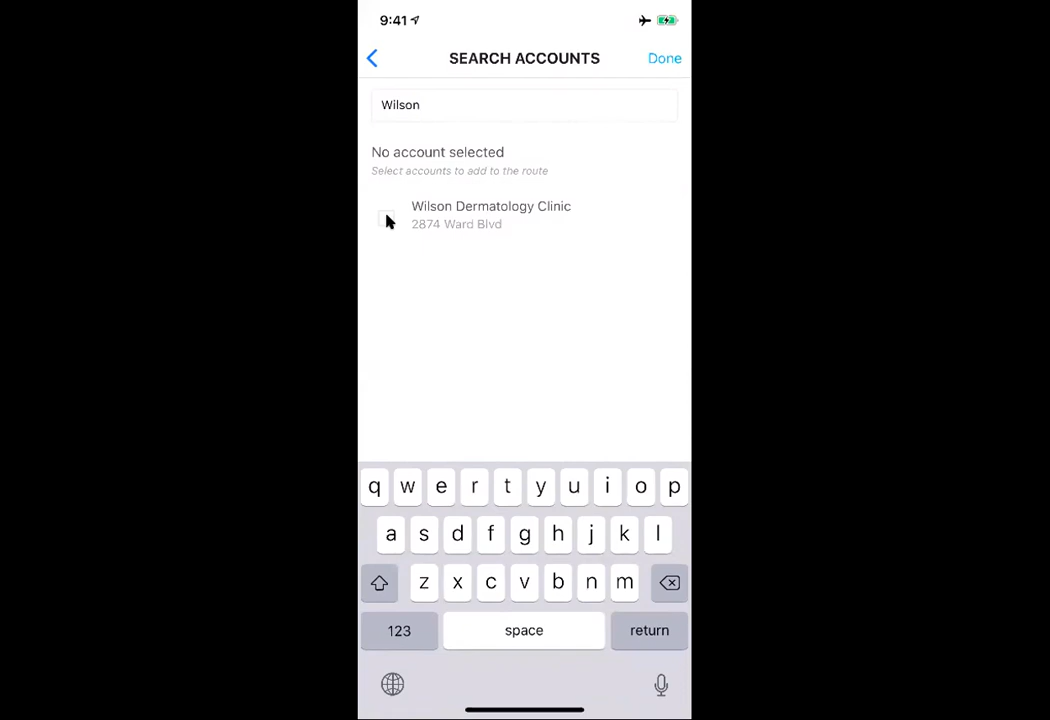 9:41
SEARCH ACCOUNTS
Done
Wilson
No account selected
Select accounts to add to the route
Wilson Dermatology Clinic
2874 Ward Blvd
q w e r t y u i o p
a s d f g h j k l
z x c v b n m
123 space return